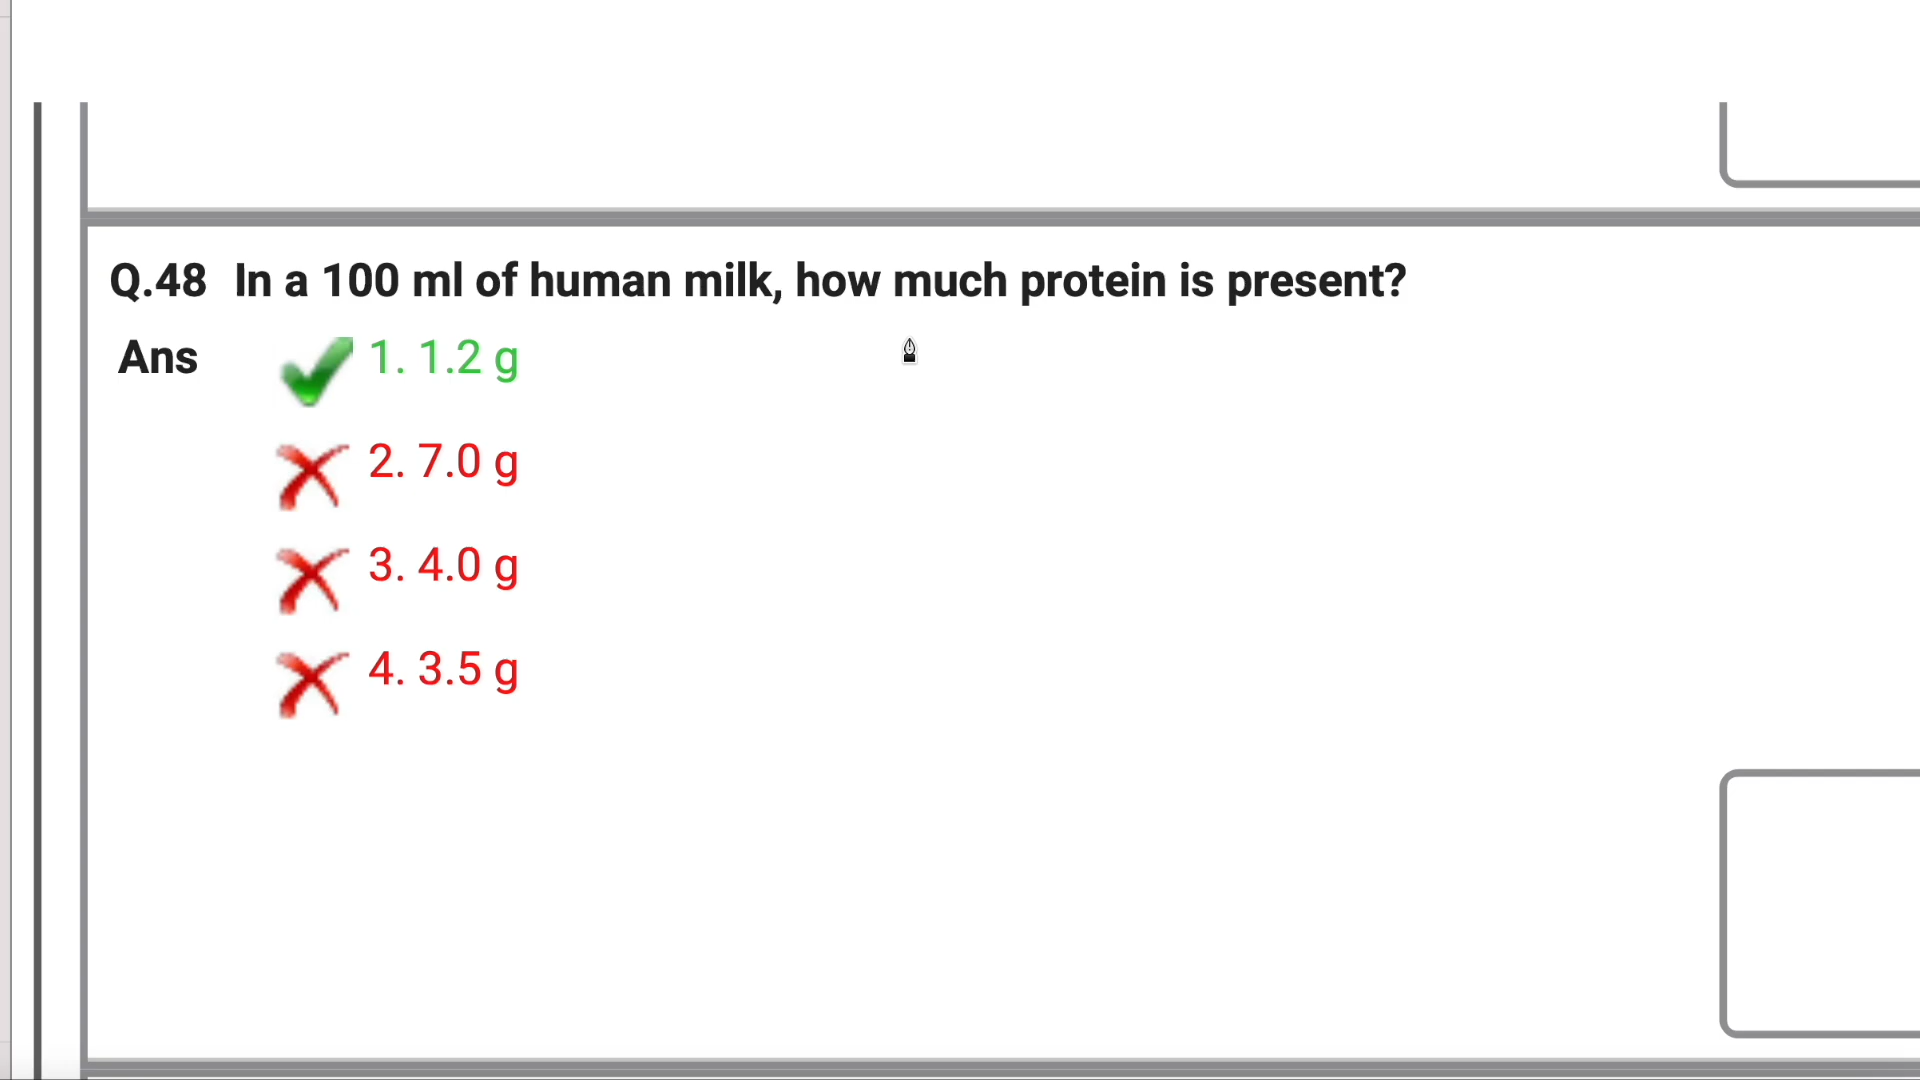 Q.48 In a 100 ml of human milk, how much protein is present?
Ans 1. 1.2 g
2. 7.0 g
3. 4.0 g
4. 3.5 g